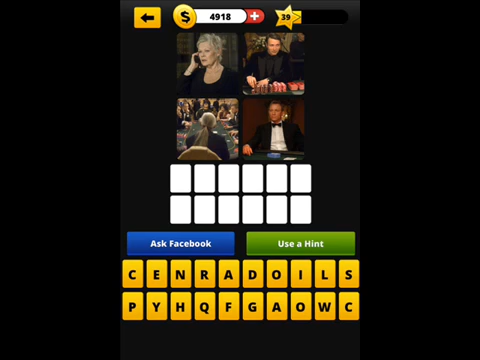 $ 4918 + 39
Ask Facebook Use a Hint
C E N R A D O I L S
P Y H Q F G A O W C